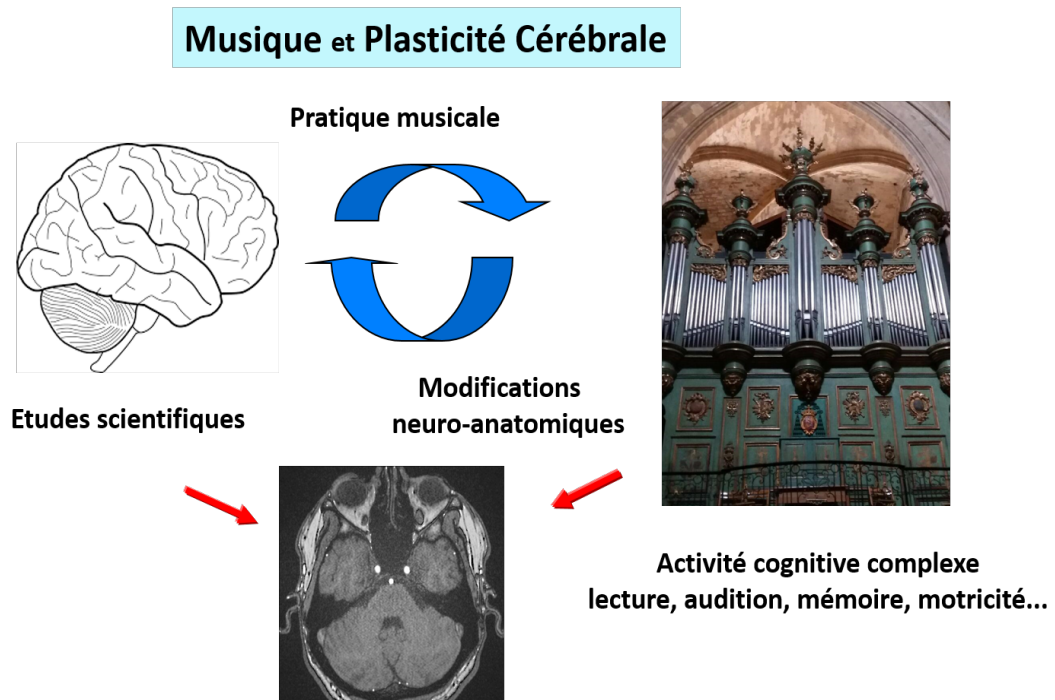 Musique et Plasticité Cérébrale
Pratique musicale
Modifications
neuro-anatomiques
Etudes scientifiques
Activité cognitive complexe
lecture, audition, mémoire, motricité...